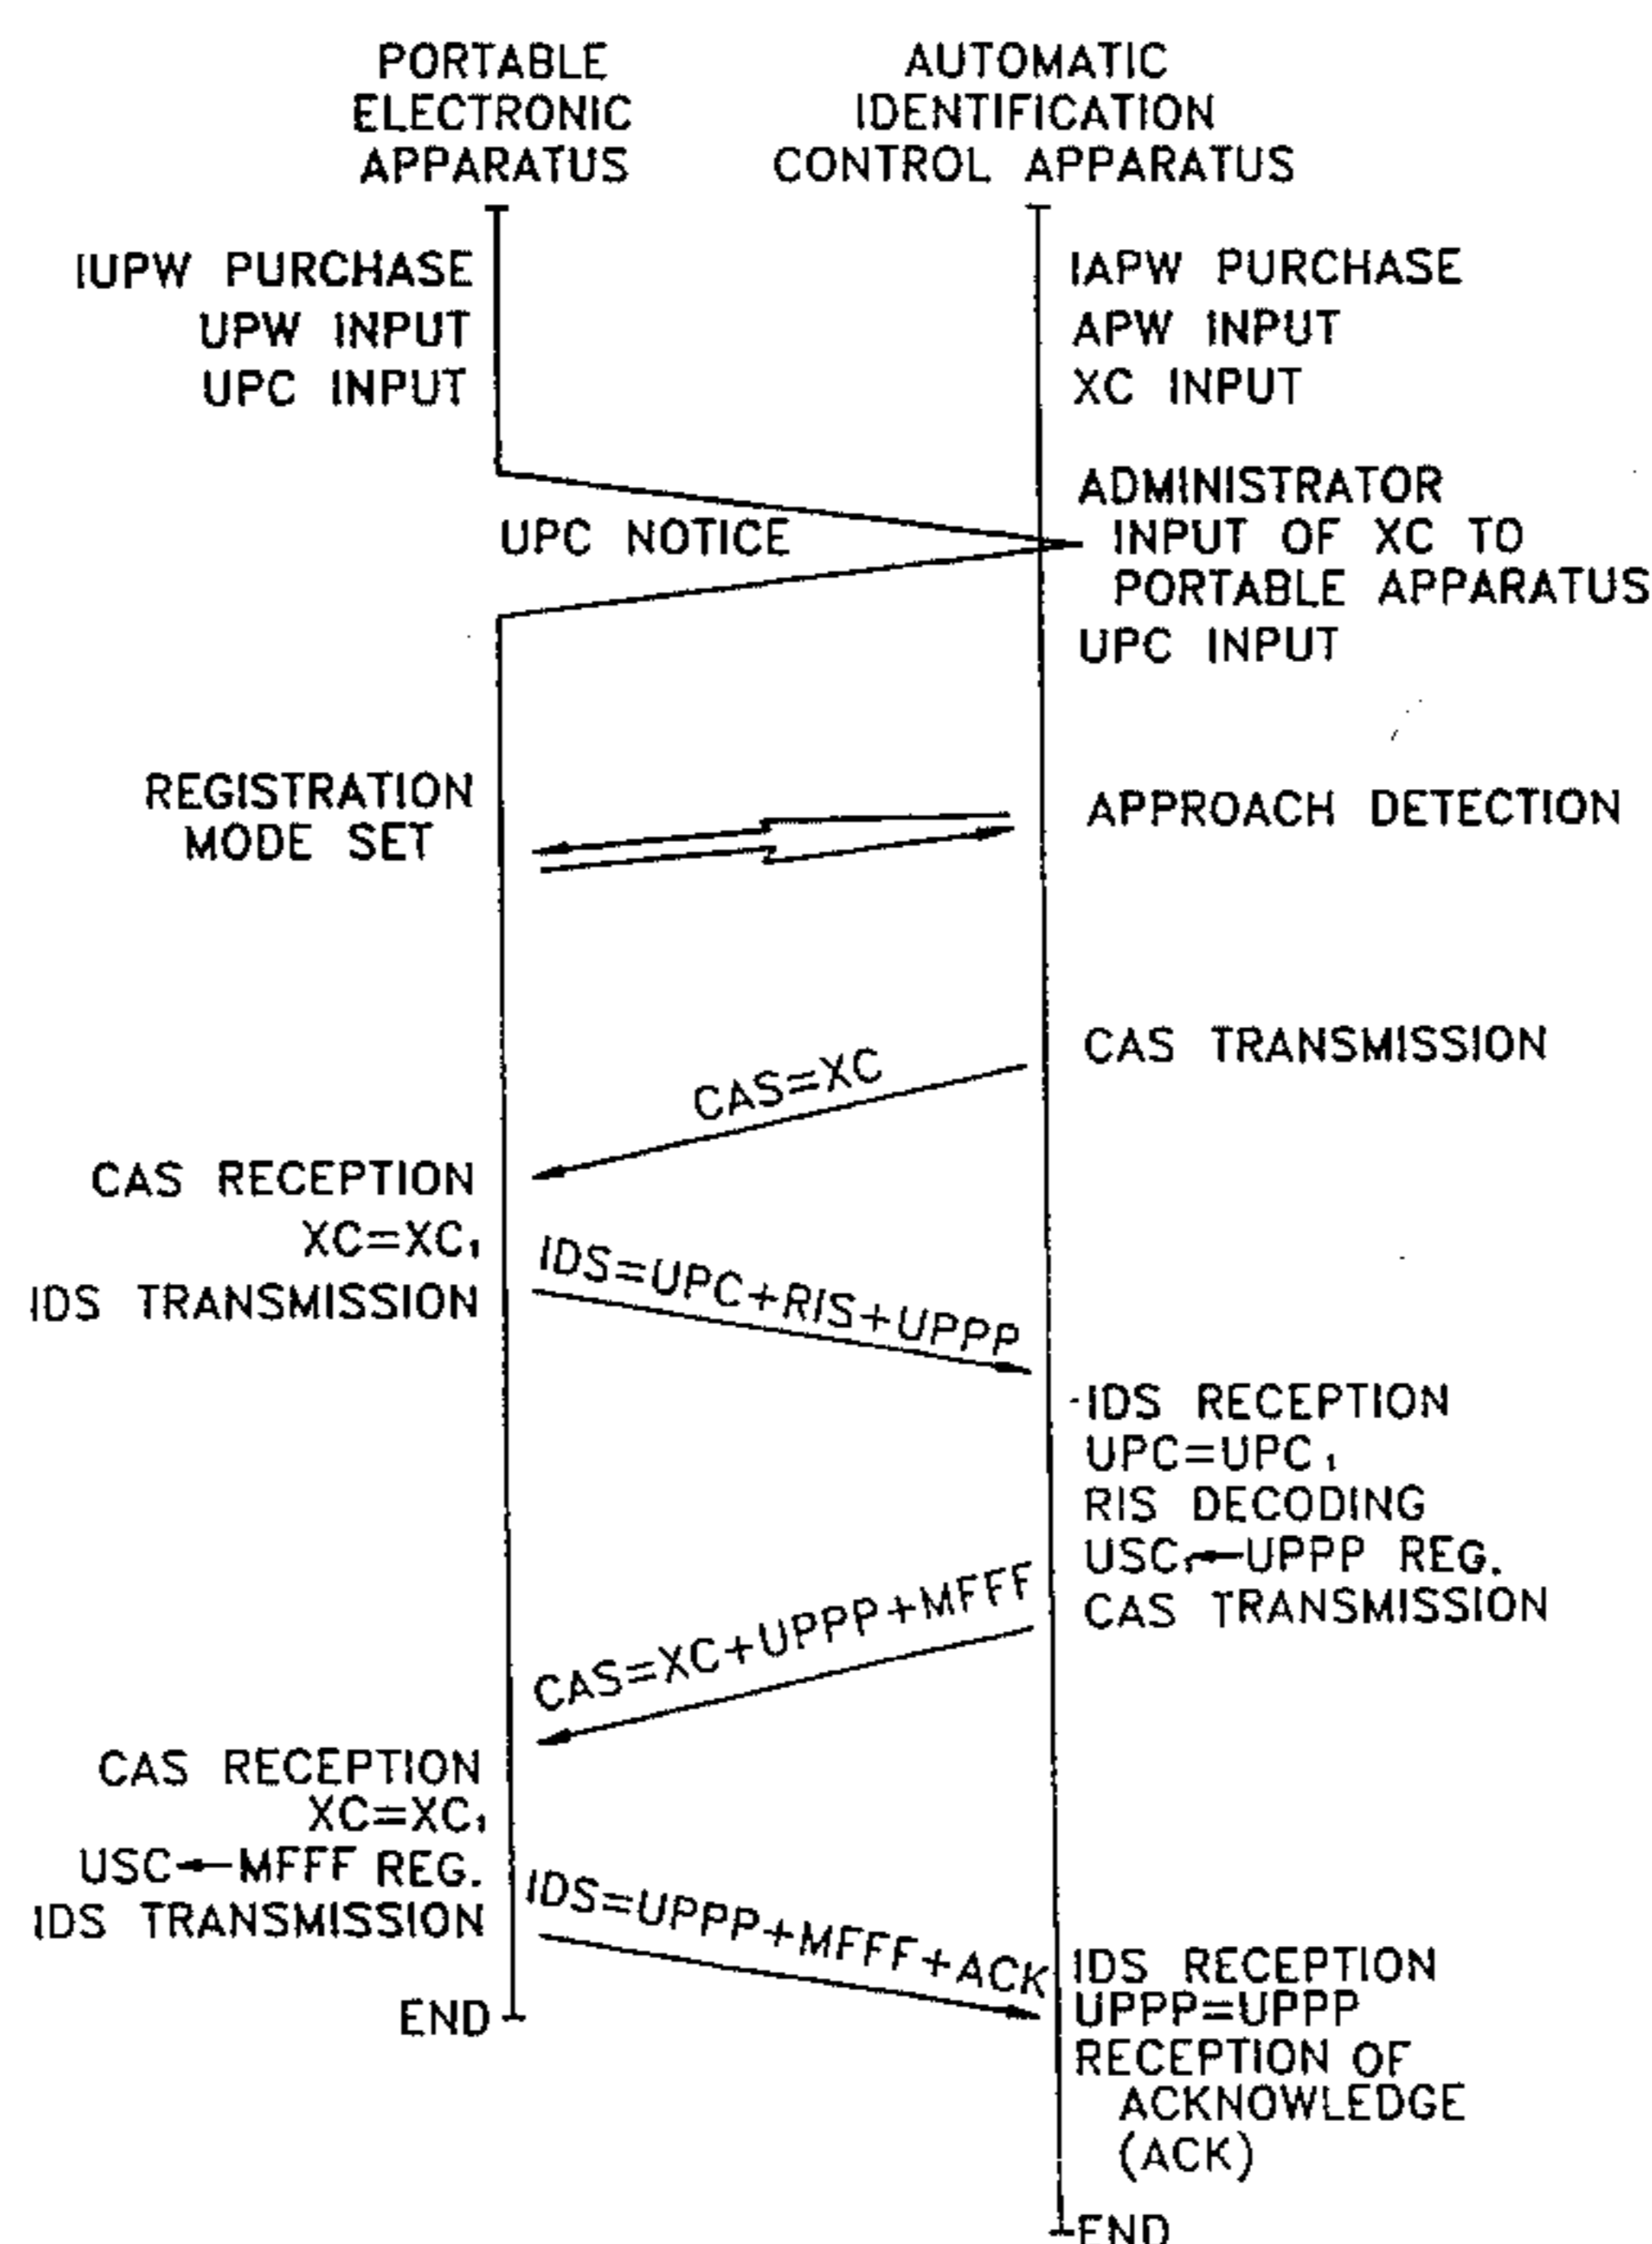 PORTABLE
ELECTRONIC
APPARATUS
AUTOMATIC
IDENTIFICATION
CONTROL APPARATUS
IUPW PURCHASE
UPW INPUT
UPC INPUT
IAPW PURCHASE
APW INPUT
XC INPUT
UPC NOTICE
ADMINISTRATOR
INPUT OF XC TO
PORTABLE APPARATUS
UPC INPUT
REGISTRATION
MODE SET
APPROACH DETECTION
CAS TRANSMISSION
CAS=XC
CAS RECEPTION
XC=XC₁
IDS TRANSMISSION
IDS=UPC+RIS+UPPP
IDS RECEPTION
UPC=UPC₁
RIS DECODING
USC₁←UPPP REG.
CAS TRANSMISSION
CAS=XC+UPPP+MFFF
CAS RECEPTION
XC=XC₁
USC←MFFF REG.
IDS TRANSMISSION
IDS=UPPP+MFFF+ACK
END
IDS RECEPTION
UPPP=UPPP
RECEPTION OF
ACKNOWLEDGE
(ACK)
END